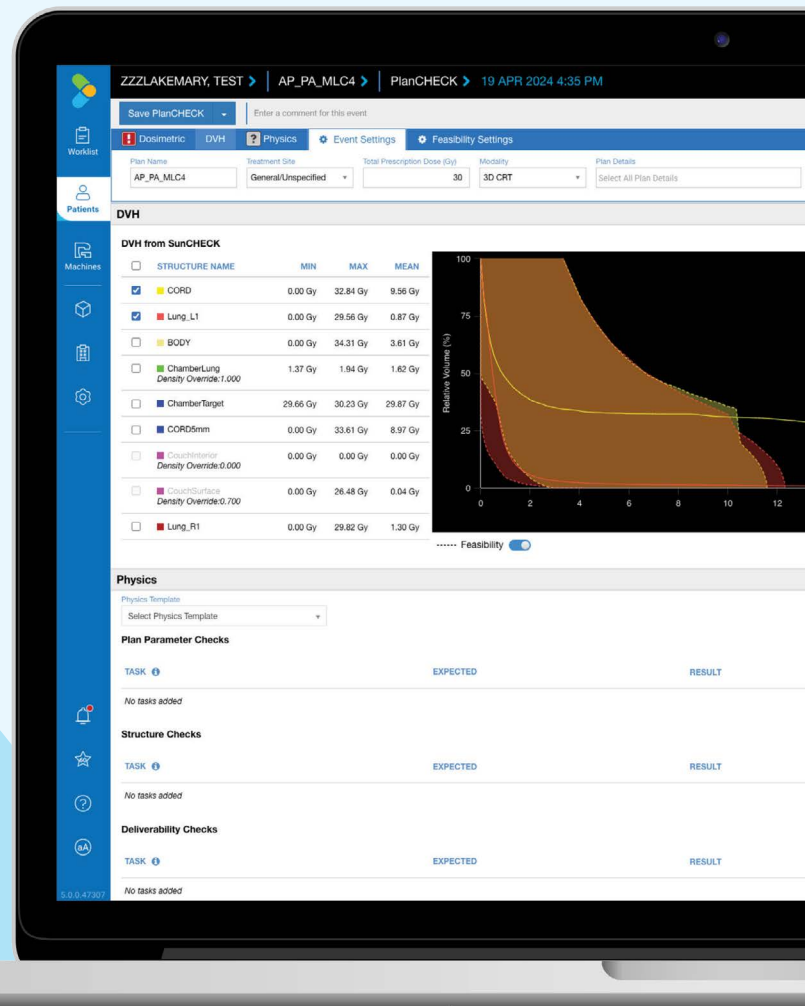 ZZZLAKEMARY, TEST > | AP_PA_MLC4 > | PlanCHECK > 19 APR 2024 4:35 PM
Save PlanCHECK Enter a comment for this event
Worklist
! Dosimetric DVH ? Physics Event Settings Feasibility Settings
Plan Name Treatment Site Total Prescription Dose (Gy) Modality Plan Details
AP_PA_MLC4 General/Unspecified 30 3D CRT Select All Plan Details
Patients
DVH
DVH from SunCHECK
Machines
STRUCTURE NAME MIN MAX MEAN
CORD 0.00 Gy 32.84 Gy 9.56 Gy
Lung_L1 0.00 Gy 29.56 Gy 0.87 Gy
BODY 0.00 Gy 34.31 Gy 3.61 Gy
ChamberLung 1.37 Gy 1.94 Gy 1.62 Gy
Density Override:1.000
ChamberTarget 29.66 Gy 30.23 Gy 29.87 Gy
CORD5mm 0.00 Gy 33.61 Gy 8.97 Gy
CouchInterior 0.00 Gy 0.00 Gy 0.00 Gy
Density Override:0.000
CouchSurface 0.00 Gy 26.48 Gy 0.04 Gy
Density Override:0.700
Lung_R1 0.00 Gy 29.82 Gy 1.30 Gy
Relative Volume (%)
100
75
50
25
0
0 2 4 6 8 10 12
Feasibility
Physics
Physics Template
Select Physics Template
Plan Parameter Checks
TASK EXPECTED RESULT
No tasks added
Structure Checks
TASK EXPECTED RESULT
No tasks added
Deliverability Checks
TASK EXPECTED RESULT
No tasks added
aA
5.0.0.47307